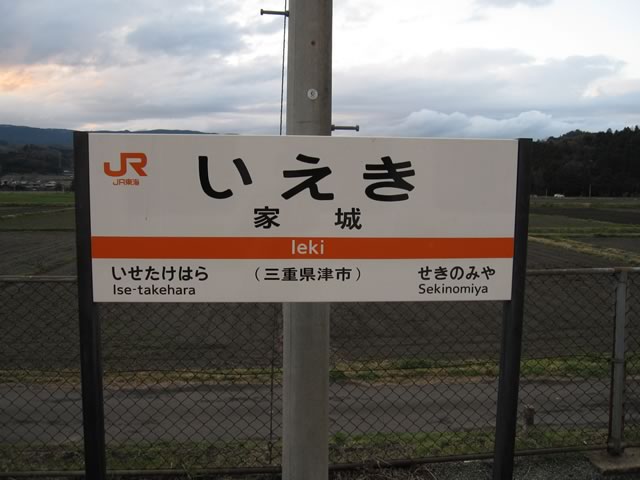 JR
JR東海
いえき
家城
Ieki
いせたけはら
Ise-takehara
（三重県津市）
せきのみや
Sekinomiya